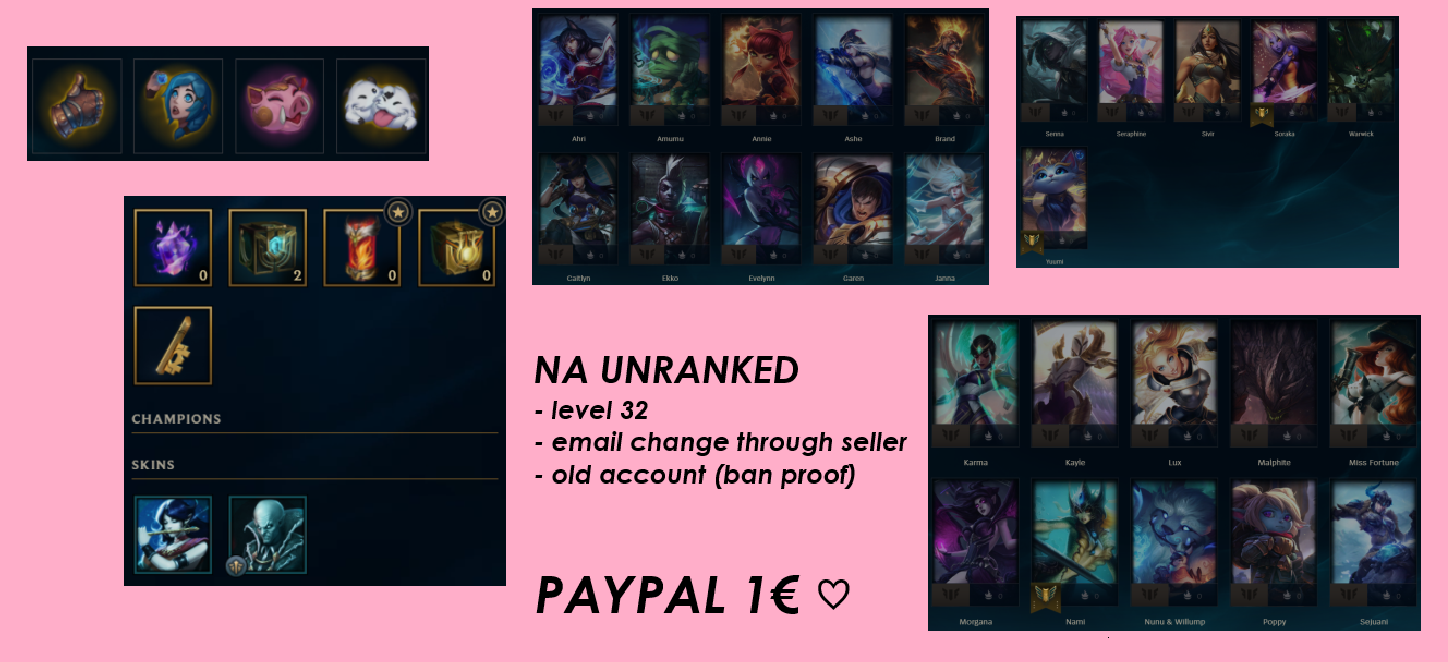 0
2
0
0
CHAMPIONS
SKINS
Ahri Amumu Annie Ashe Brand
Caitlyn Ekko Evelynn Garen Janna
Senna Seraphine Sivir Soraka Warwick
Yuumi
NA UNRANKED
- level 32
- email change through seller
- old account (ban proof)
PAYPAL 1€ ♡
Karma Kayle Lux Malphite Miss Fortune
Morgana Nami Nunu & Willump Poppy Sejuani